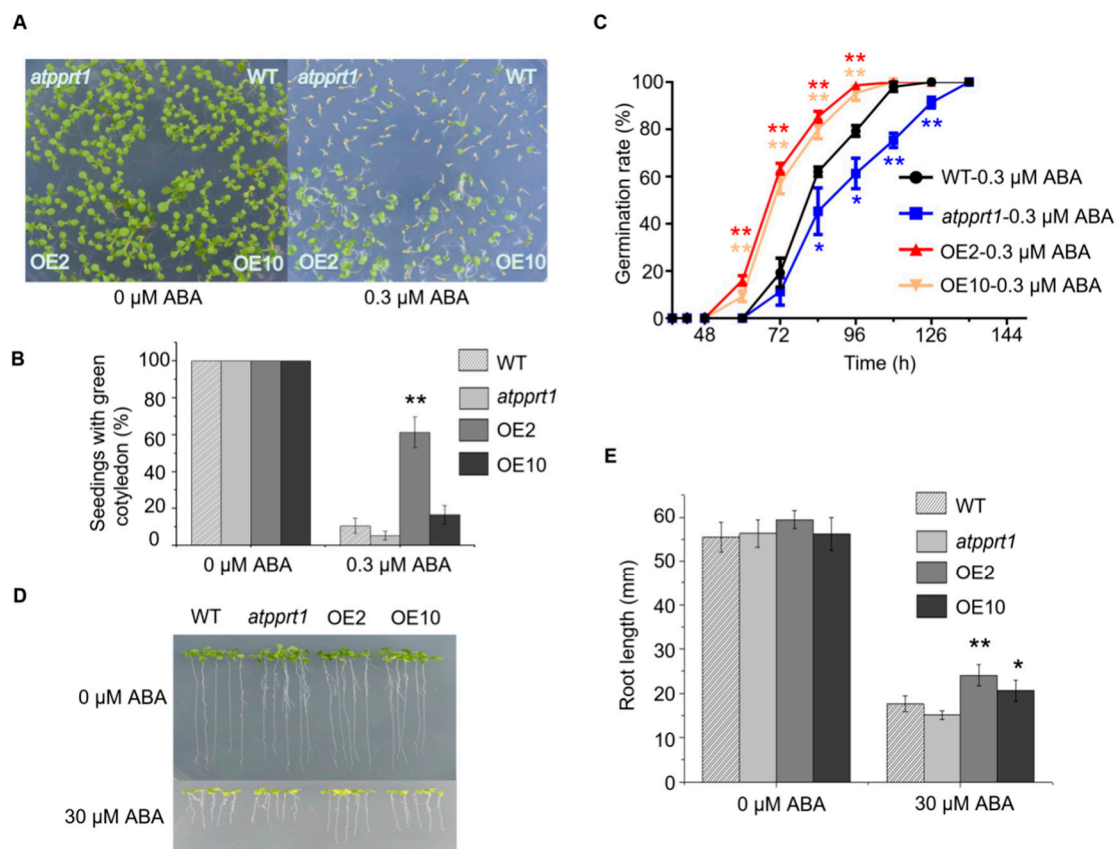 A
atpprt1 WT atpprt1 WT
OE2 OE10 OE2 OE10
0 µM ABA 0.3 µM ABA
B
Seedings with green
cotyledon (%)
100
80
60
40
20
0
WT
atpprt1
OE2
OE10
**
0 µM ABA 0.3 µM ABA
C
Germination rate (%)
100
80
60
40
20
0
** ** ** **
** ** ** **
* * ** **
WT-0.3 µM ABA
atpprt1-0.3 µM ABA
OE2-0.3 µM ABA
OE10-0.3 µM ABA
48 72 96 126 144
Time (h)
D
WT atpprt1 OE2 OE10
0 µM ABA
30 µM ABA
E
Root length (mm)
60
50
40
30
20
10
0
WT
atpprt1
OE2
OE10
** *
0 µM ABA 30 µM ABA